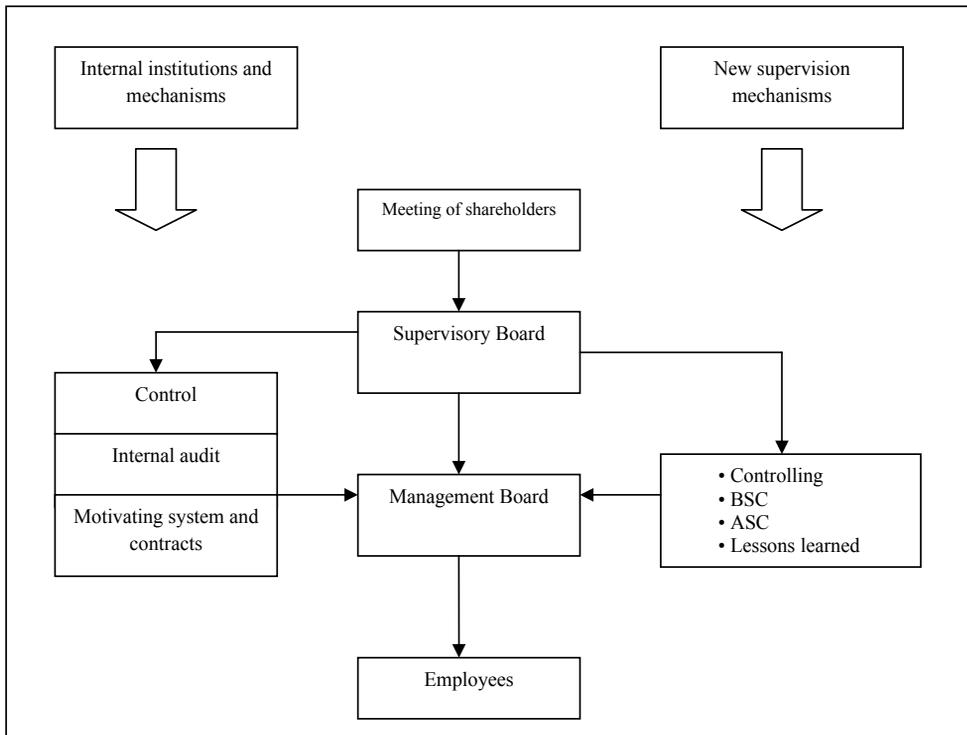 Internal institutions and
mechanisms
New supervision
mechanisms
Meeting of shareholders
Supervisory Board
Control
Internal audit
Motivating system and
contracts
Management Board
• Controlling
• BSC
• ASC
• Lessons learned
Employees